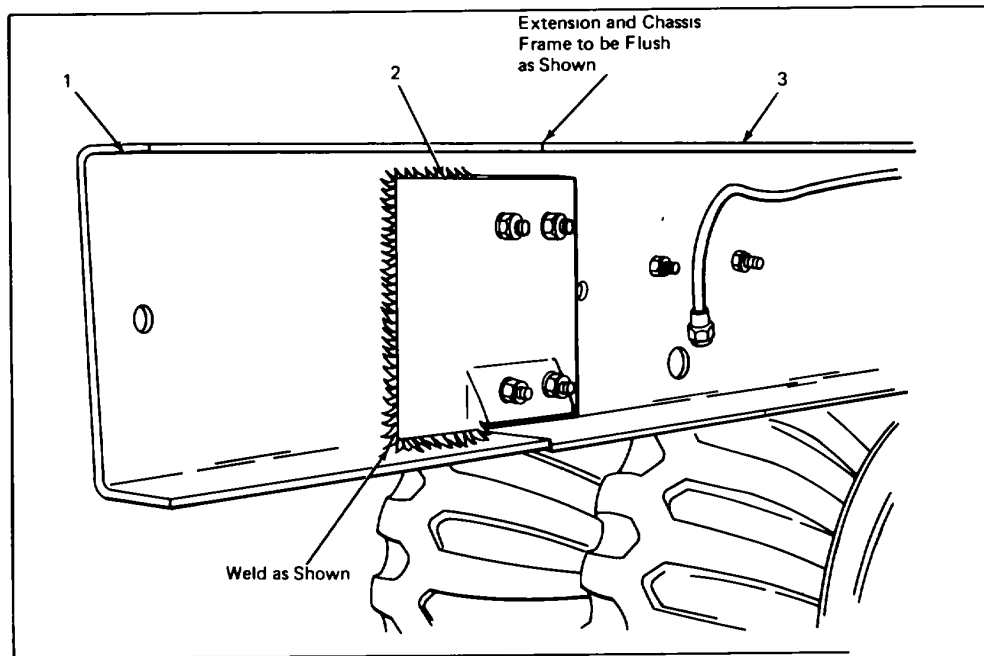 Extension and Chassis
Frame to be Flush
as Shown
1
2
3
Weld as Shown